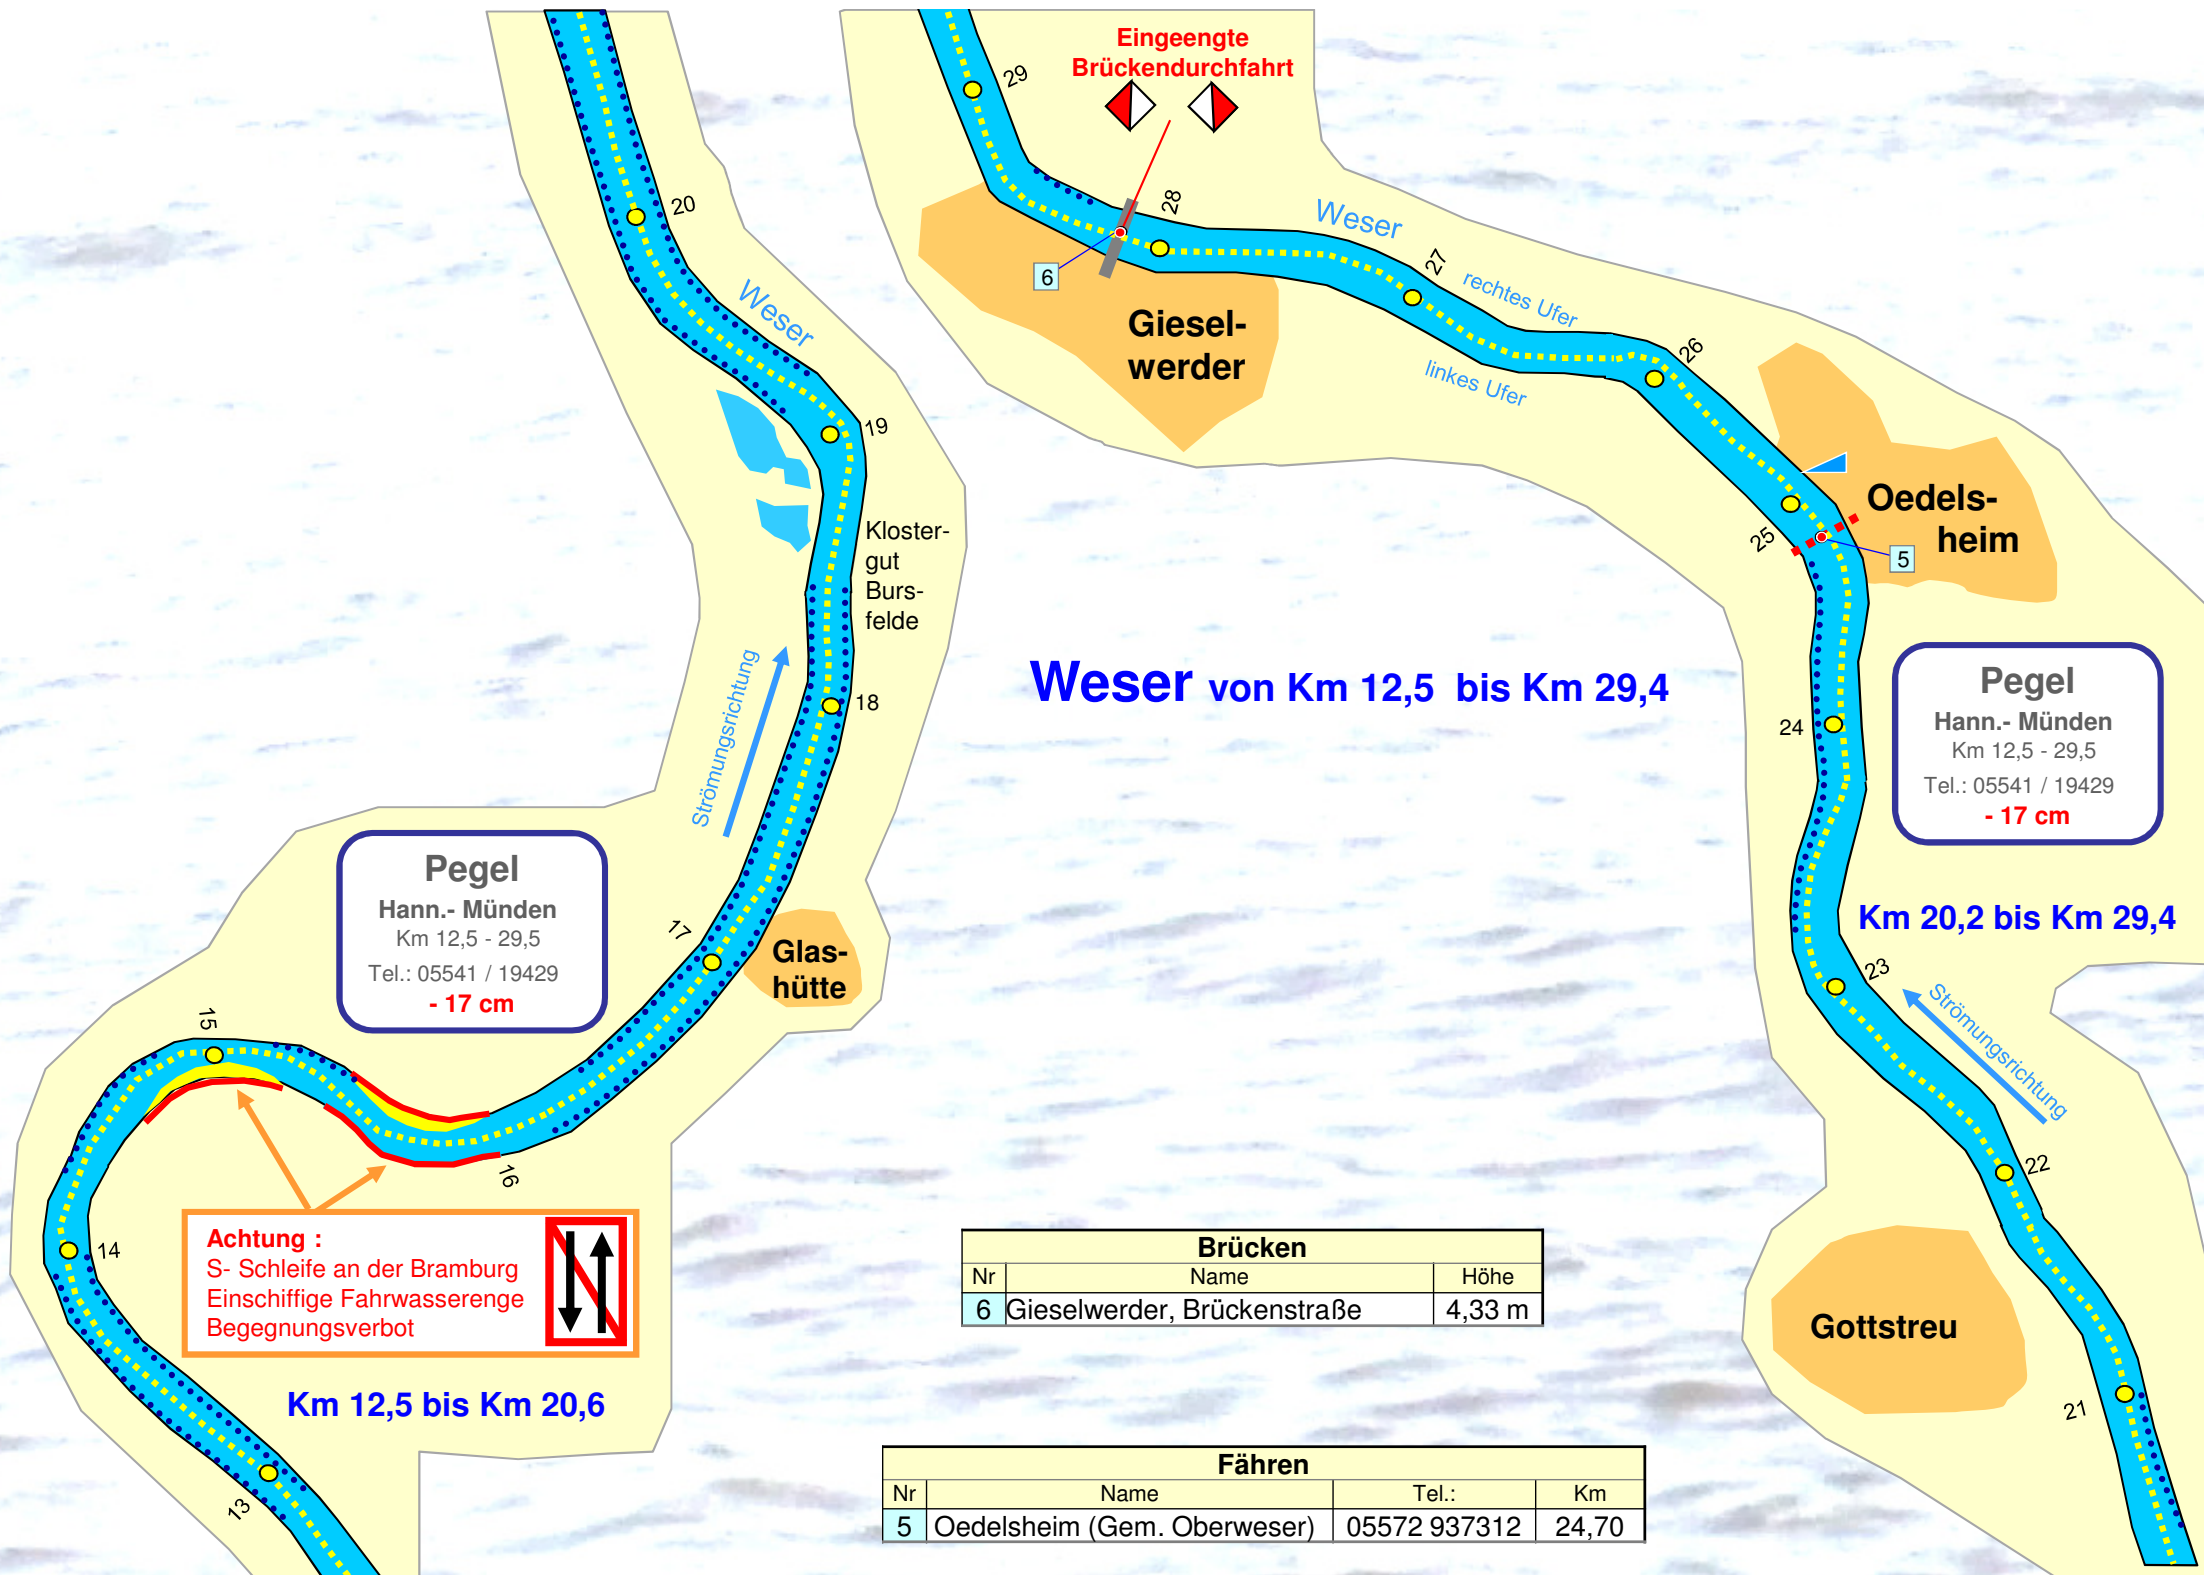 Eingeengte
Brückendurchfahrt
29
28
Weser
27
rechtes Ufer
linkes Ufer
26
6
Giesel-
werder
20
Weser
19
Kloster-
gut
Burs-
felde
Strömungsrichtung
18
17
Glas-
hütte
Oedels-
heim
25
5
24
Weser von Km 12,5 bis Km 29,4
Pegel
Hann.- Münden
Km 12,5 - 29,5
Tel.: 05541 / 19429
- 17 cm
Km 20,2 bis Km 29,4
23
Strömungsrichtung
22
Gottstreu
21
Pegel
Hann.- Münden
Km 12,5 - 29,5
Tel.: 05541 / 19429
- 17 cm
15
16
14
Achtung :
S- Schleife an der Bramburg
Einschiffige Fahrwasserenge
Begegnungsverbot
Km 12,5 bis Km 20,6
13
Brücken
Nr Name Höhe
6 Gieselwerder, Brückenstraße 4,33 m
Fähren
Nr Name Tel.: Km
5 Oedelsheim (Gem. Oberweser) 05572 937312 24,70